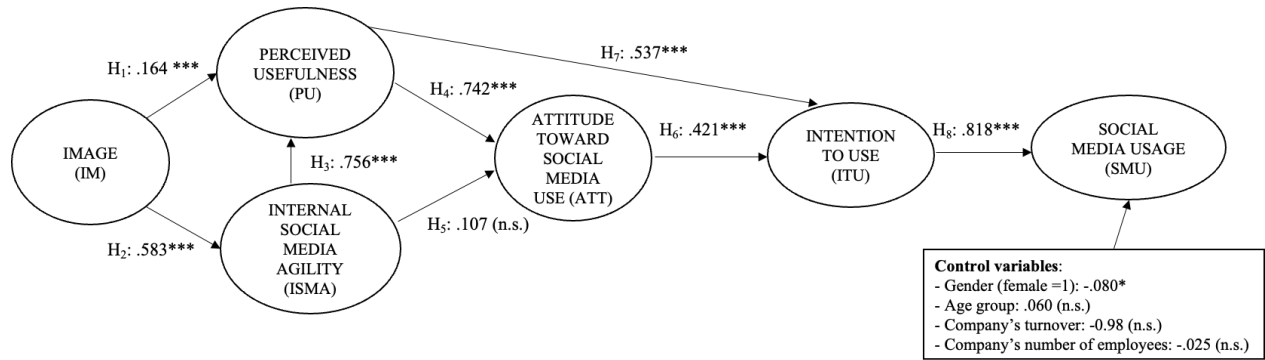 PERCEIVED
USEFULNESS
(PU)
H₁: .164 ***
H₇: .537***
H₄: .742***
IMAGE
(IM)
H₃: .756***
ATTITUDE
TOWARD
SOCIAL
MEDIA
USE (ATT)
H₆: .421***
INTENTION
TO USE
(ITU)
H₈: .818***
SOCIAL
MEDIA USAGE
(SMU)
H₂: .583***
INTERNAL
SOCIAL
MEDIA
AGILITY
(ISMA)
H₅: .107 (n.s.)
Control variables:
- Gender (female =1): -.080*
- Age group: .060 (n.s.)
- Company’s turnover: -0.98 (n.s.)
- Company’s number of employees: -.025 (n.s.)